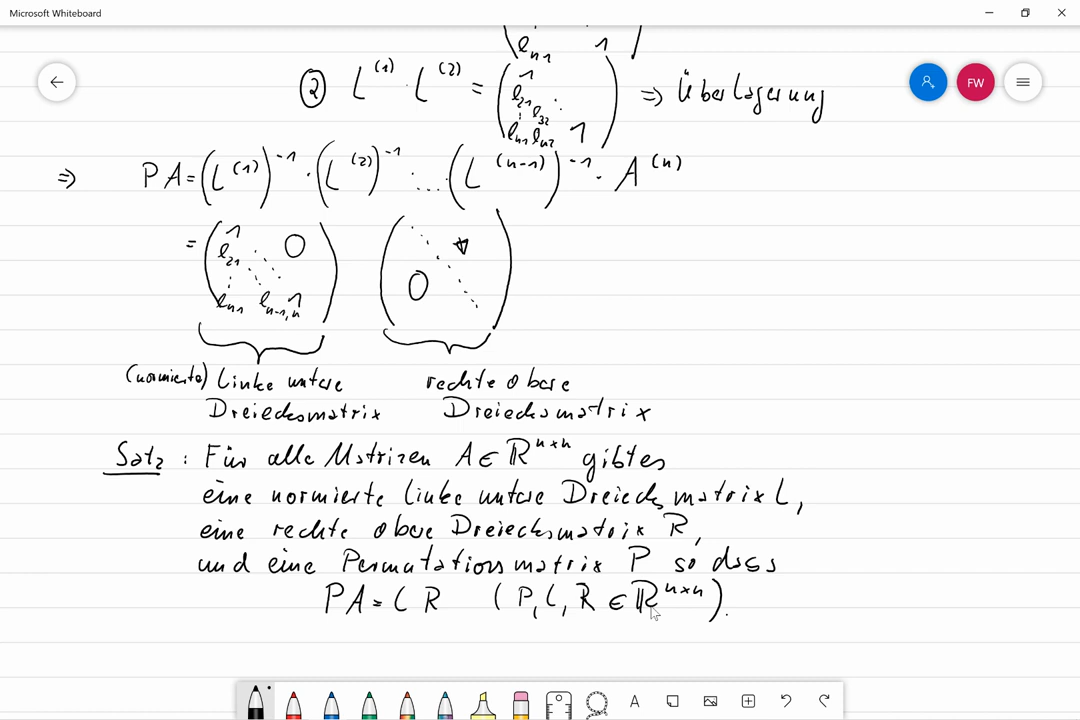 Microsoft Whiteboard
FW
lₙ₁ 1
② L⁽¹⁾ · L⁽²⁾ = ( 1 l₂₁ l₃₂ lₙ₁ lₙ₂ 1 ) ⇒ Überlagerung
⇒ PA = (L⁽¹⁾)⁻¹ · (L⁽²⁾)⁻¹ ... (L⁽ⁿ⁻¹⁾)⁻¹ · A⁽ⁿ⁾
= ( 1 l₂₁ 0 lₙ₁ lₙ₋₁,ₙ 1 ) ( * 0 )
(normierte) linke untere rechte obere
Dreiecksmatrix Dreiecksmatrix
Satz : Für alle Matrizen A ∈ ℝⁿˣⁿ gibt es
eine normierte linke untere Dreiecksmatrix L,
eine rechte obere Dreiecksmatrix R,
und eine Permutationsmatrix P so dass
PA = L R ( P, L, R ∈ ℝⁿˣⁿ ).
A